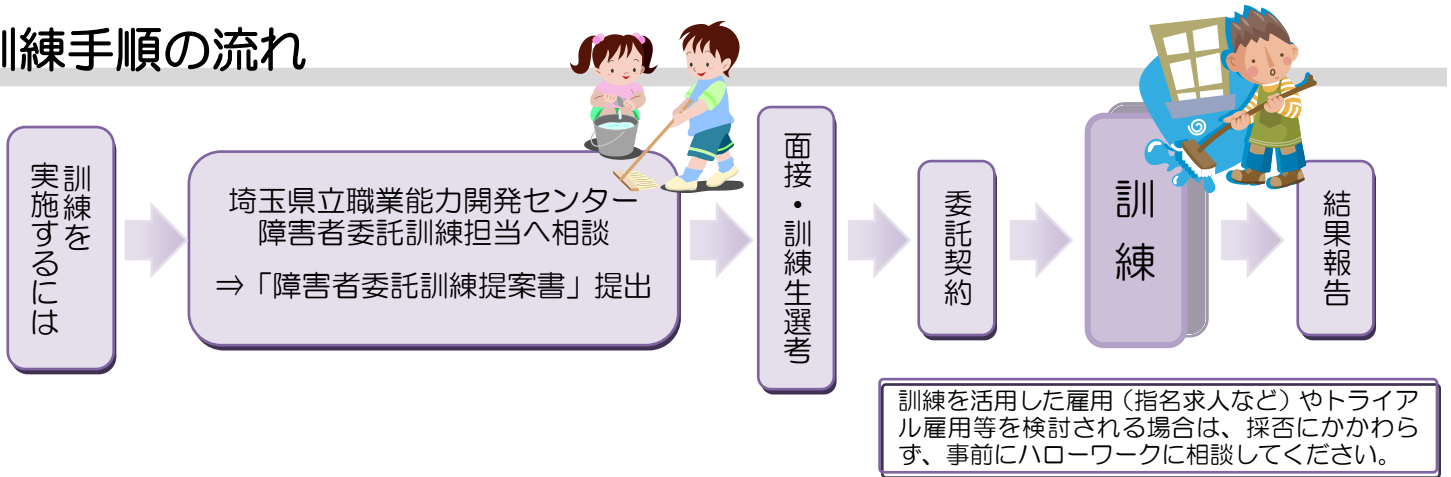 訓練手順の流れ
訓練を
実施するには
埼玉県立職業能力開発センター
障害者委託訓練担当へ相談
⇒「障害者委託訓練提案書」提出
面接・訓練生選考
委託契約
訓練
結果報告
訓練を活用した雇用（指名求人など）やトライア
ル雇用等を検討される場合は、採否にかかわら
ず、事前にハローワークに相談してください。